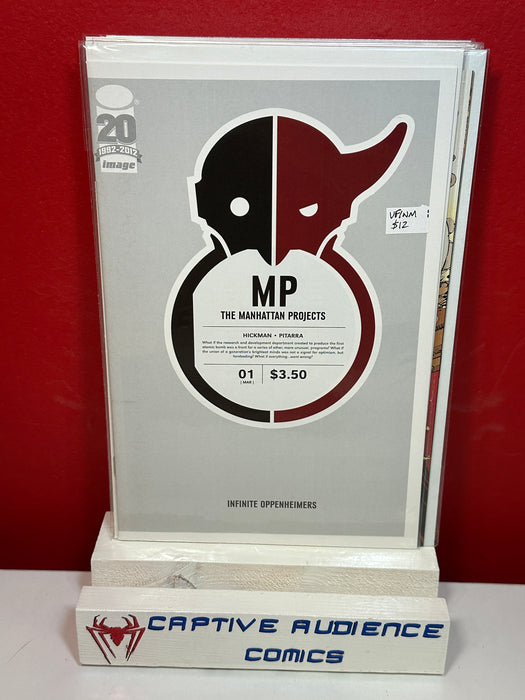 20
1992-2012
image
VF/NM
$12
MP
THE MANHATTAN PROJECTS
HICKMAN • PITARRA
What if the research and development department created to produce the first
atomic bomb was a front for a series of other, more unusual, programs? What if
the union of a generation's brightest minds was not a signal for optimism, but
foreboding? What if everything...went wrong?
01 $3.50
[ MAR ]
INFINITE OPPENHEIMERS
CAPTIVE AUDIENCE
COMICS